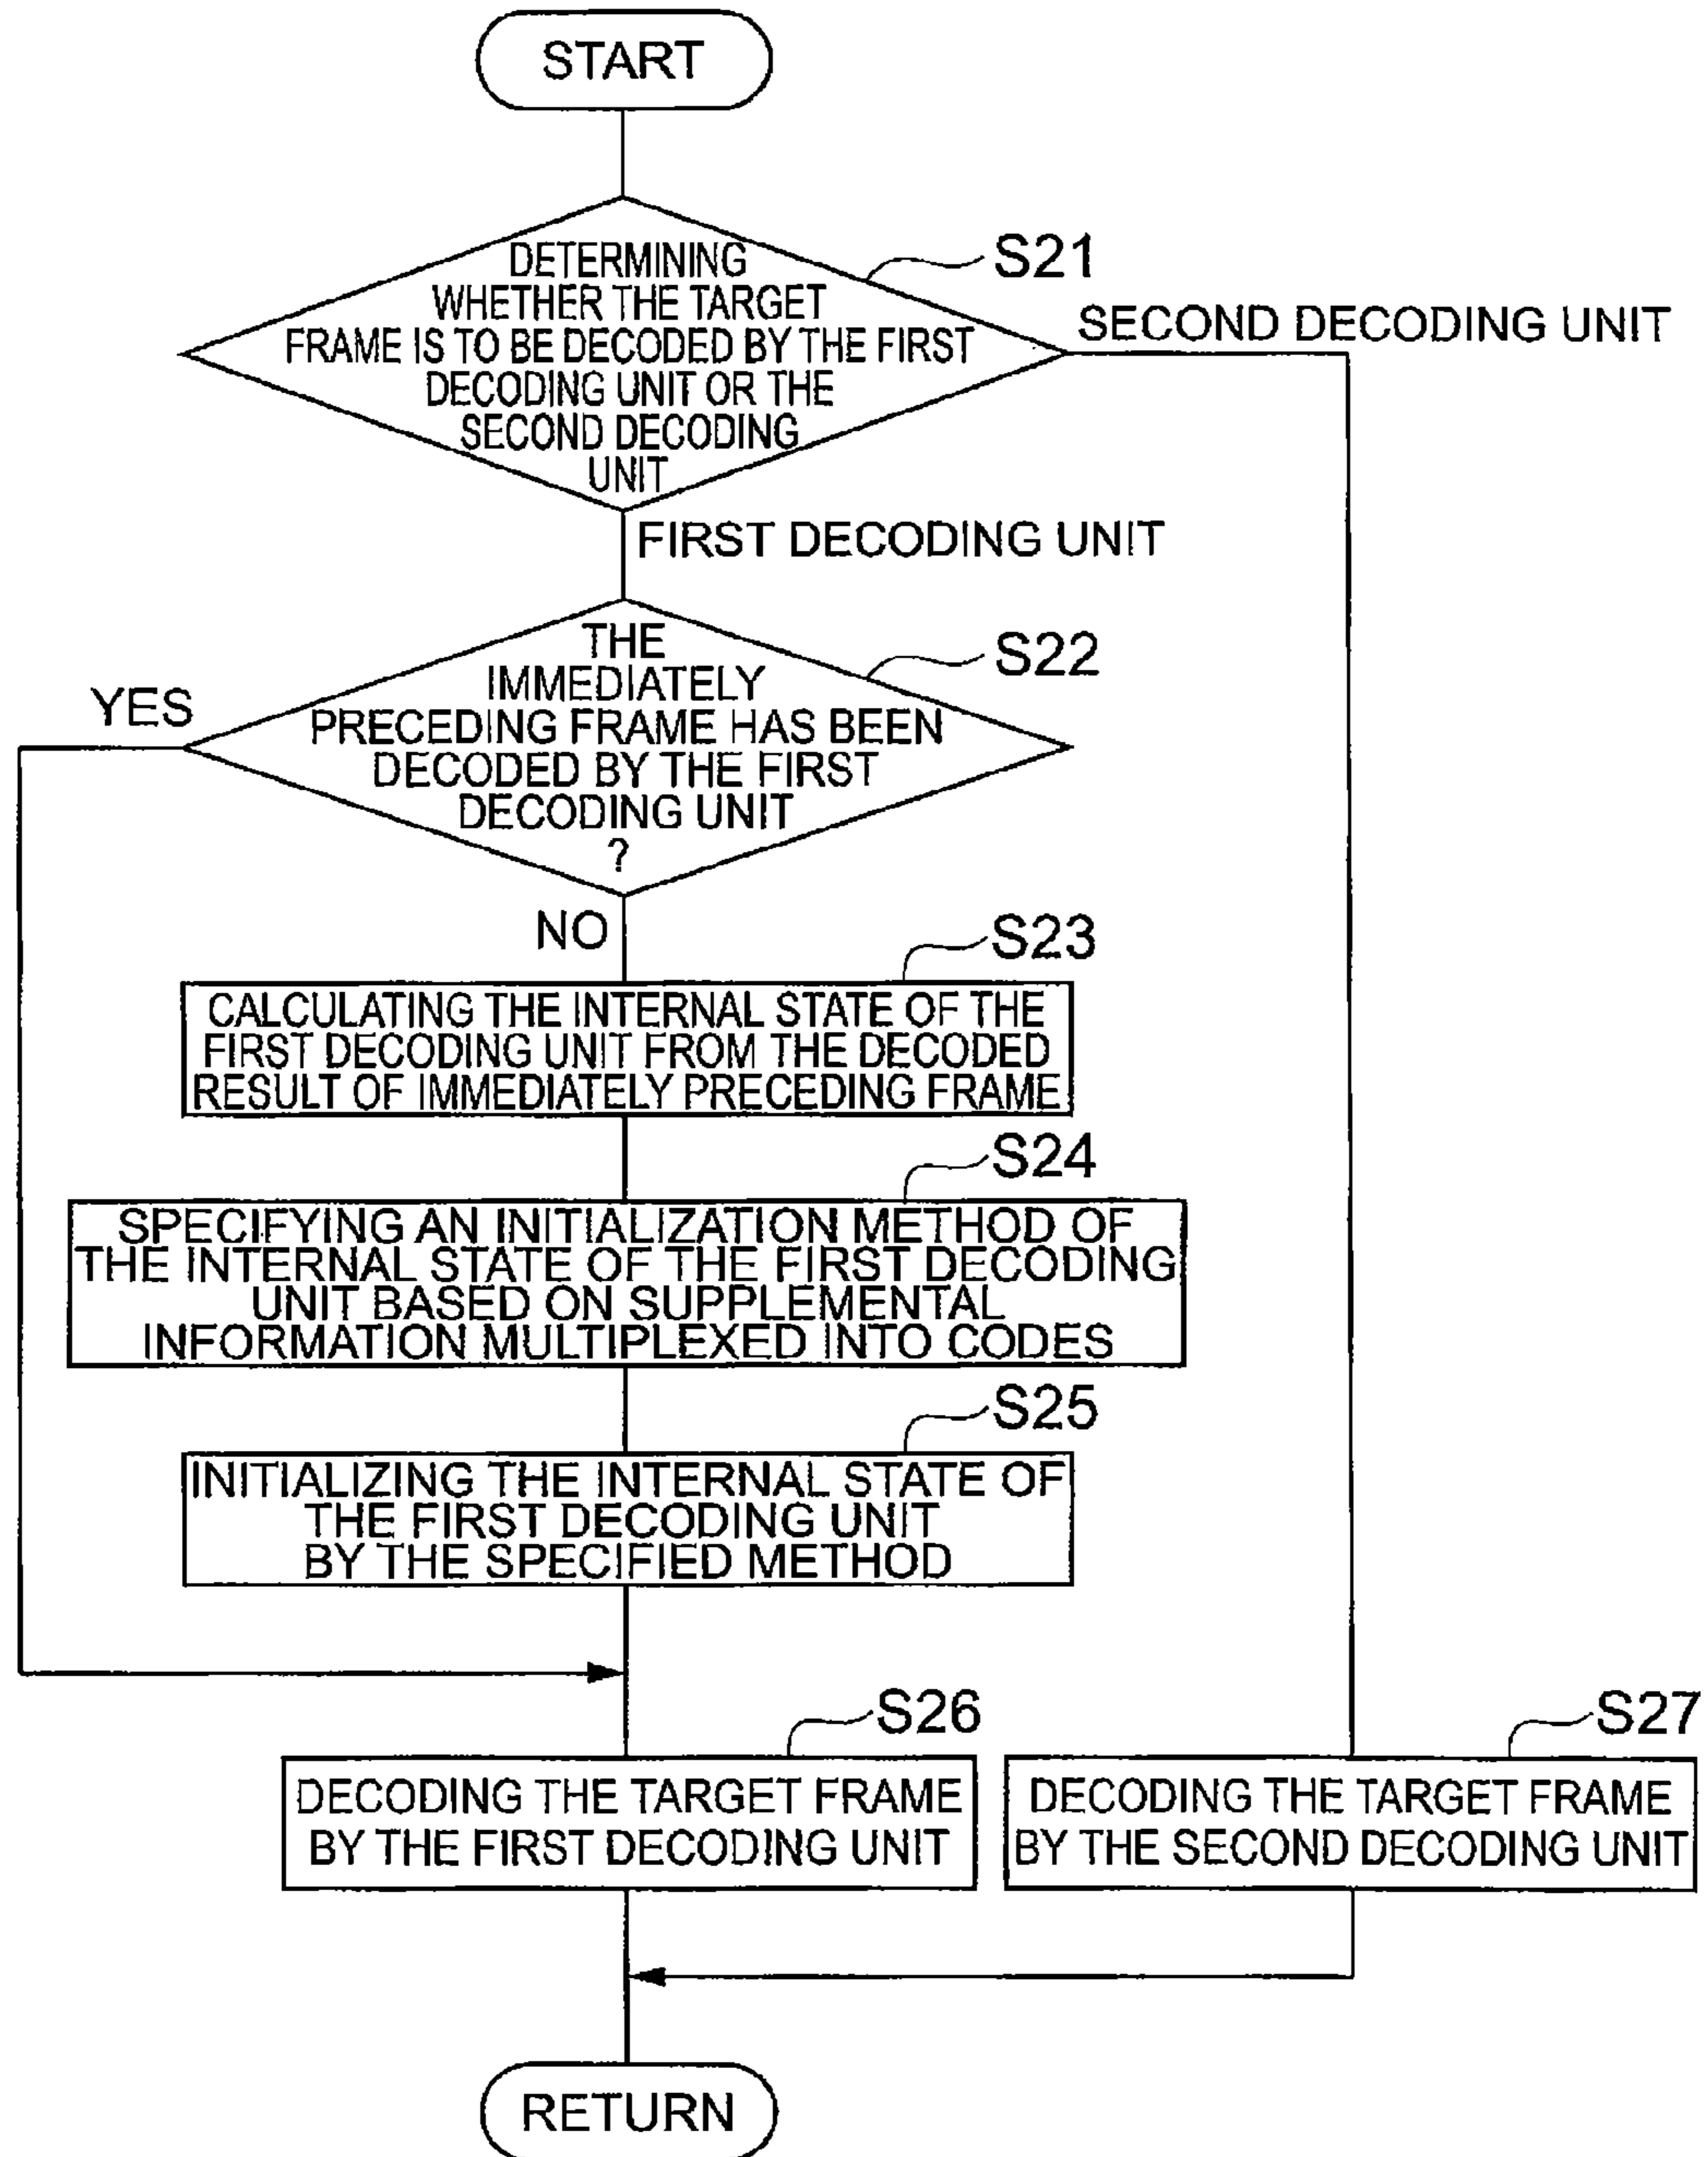 START
S21
DETERMINING
WHETHER THE TARGET
FRAME IS TO BE DECODED BY THE FIRST
DECODING UNIT OR THE
SECOND DECODING
UNIT
SECOND DECODING UNIT
FIRST DECODING UNIT
S22
THE
IMMEDIATELY
PRECEDING FRAME HAS BEEN
DECODED BY THE FIRST
DECODING UNIT
?
YES
NO
S23
CALCULATING THE INTERNAL STATE OF THE
FIRST DECODING UNIT FROM THE DECODED
RESULT OF IMMEDIATELY PRECEDING FRAME
S24
SPECIFYING AN INITIALIZATION METHOD OF
THE INTERNAL STATE OF THE FIRST DECODING
UNIT BASED ON SUPPLEMENTAL
INFORMATION MULTIPLEXED INTO CODES
S25
INITIALIZING THE INTERNAL STATE OF
THE FIRST DECODING UNIT
BY THE SPECIFIED METHOD
S26
DECODING THE TARGET FRAME
BY THE FIRST DECODING UNIT
S27
DECODING THE TARGET FRAME
BY THE SECOND DECODING UNIT
RETURN